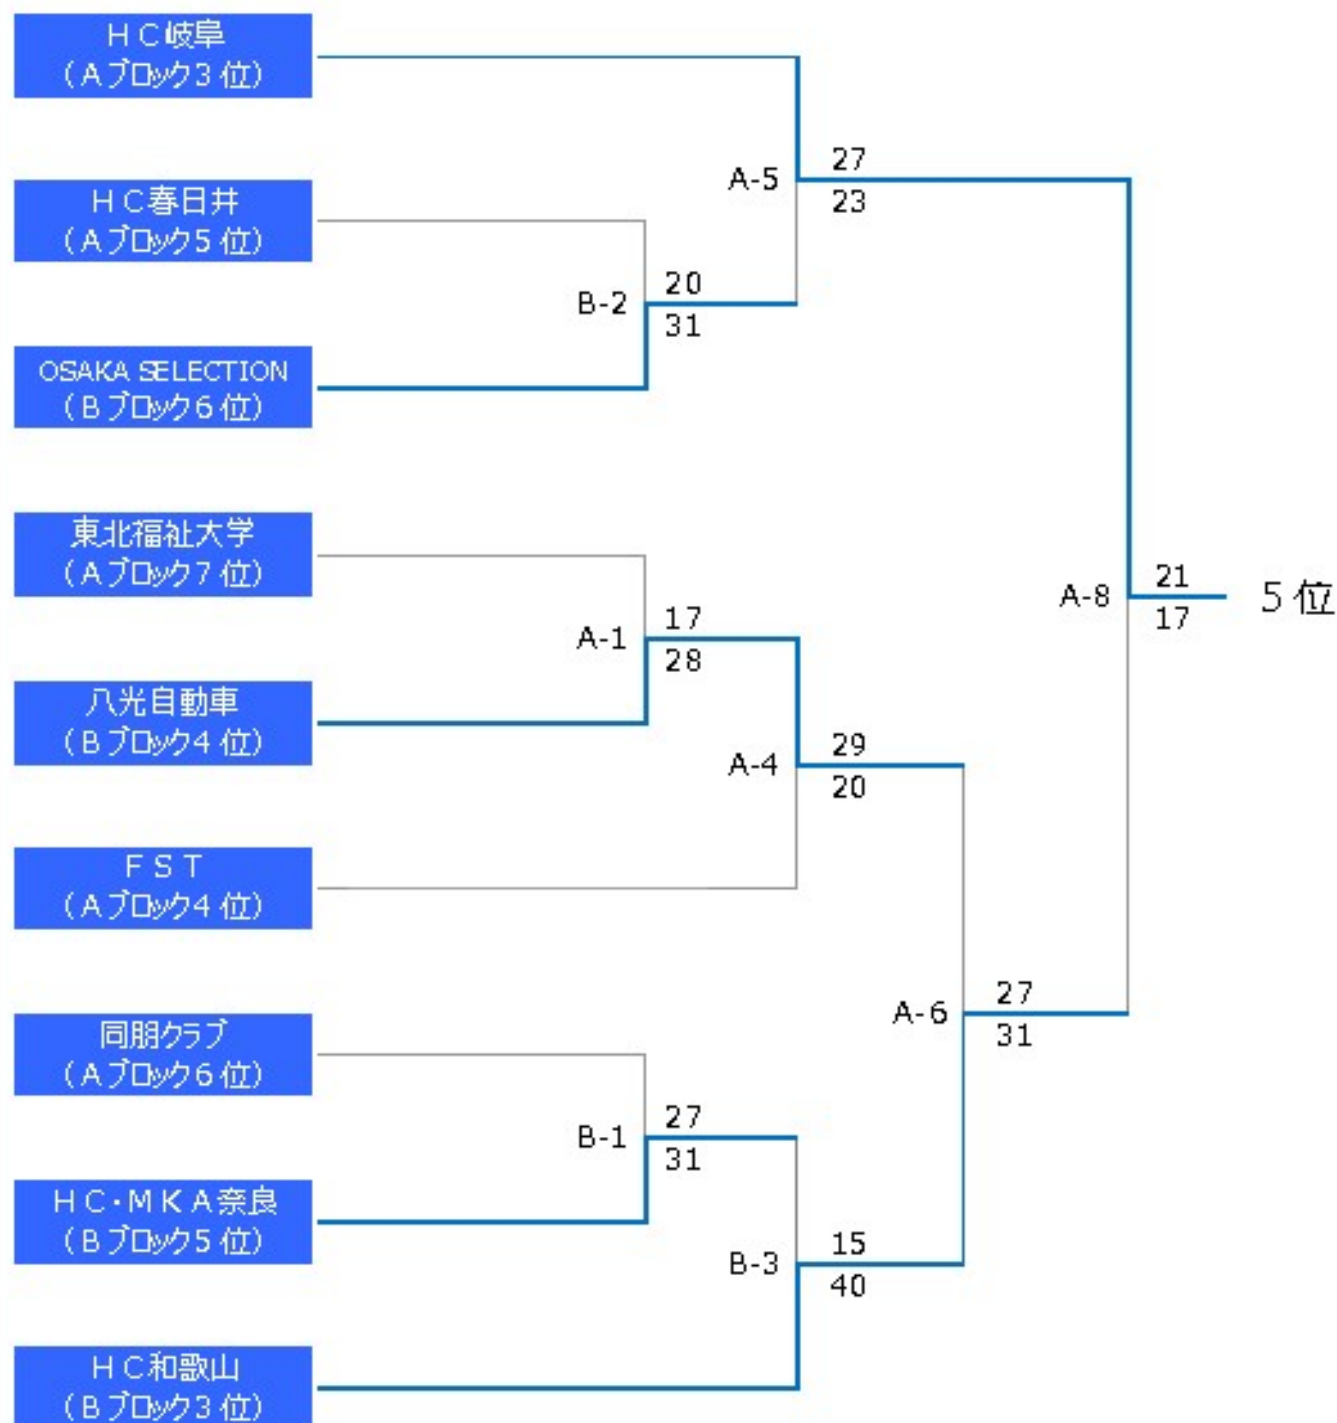 ＨＣ岐阜
（Ａブロック３位）
27
A-5
23
ＨＣ春日井
（Ａブロック５位）
20
B-2
31
OSAKA SELECTION
（Ｂブロック６位）
東北福祉大学
（Ａブロック７位）
21
A-8
５位
17
17
A-1
28
八光自動車
（Ｂブロック４位）
29
A-4
20
ＦＳＴ
（Ａブロック４位）
27
A-6
31
同朋クラブ
（Ａブロック６位）
27
B-1
31
ＨＣ・ＭＫＡ奈良
（Ｂブロック５位）
15
B-3
40
ＨＣ和歌山
（Ｂブロック３位）